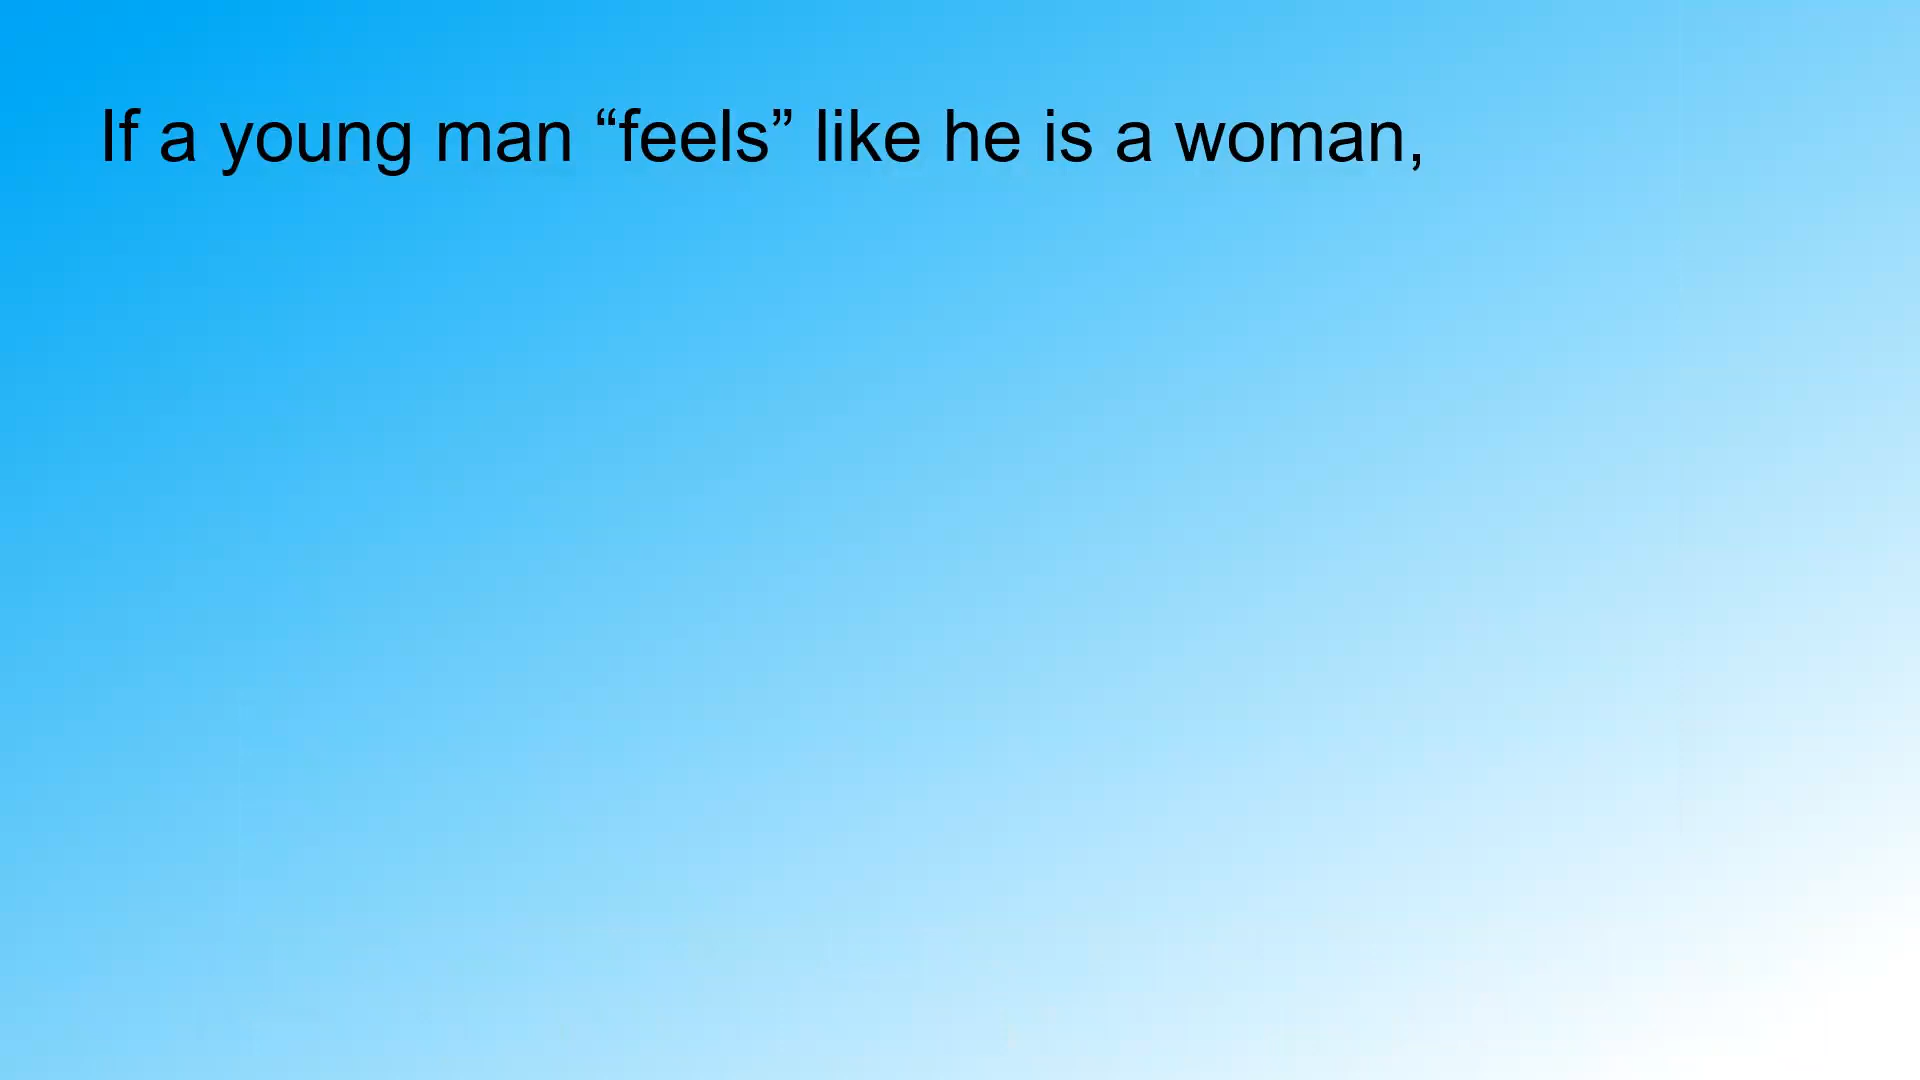 If a young man “feels” like he is a woman,